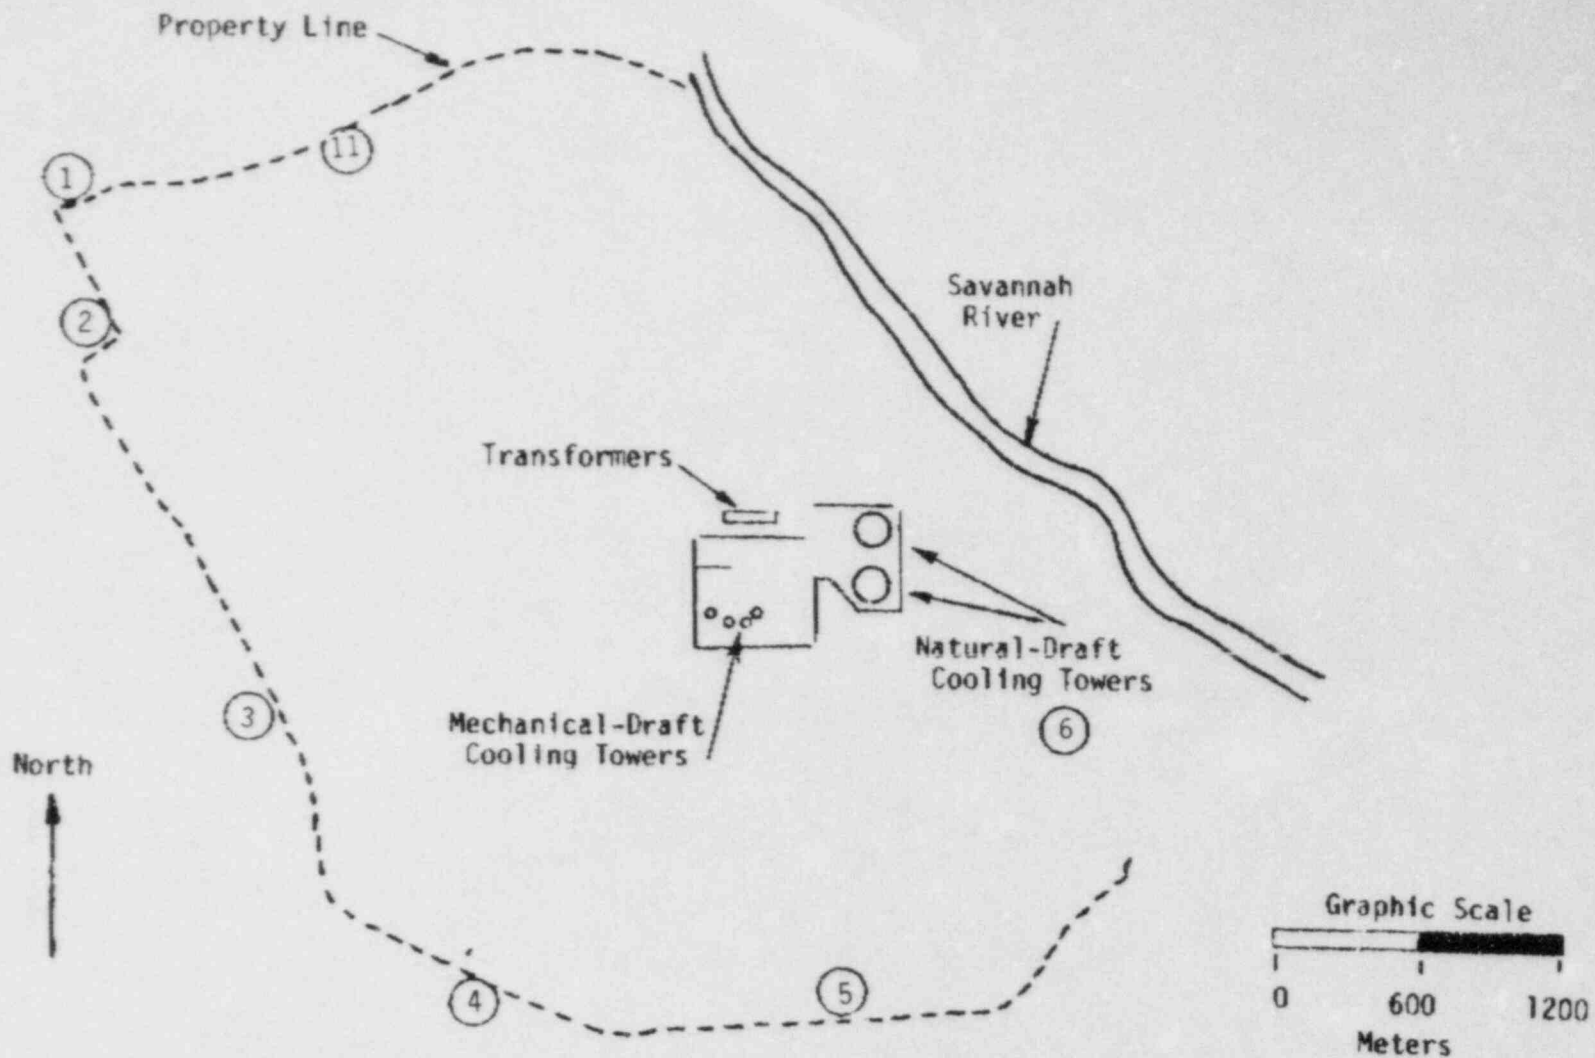 Property Line
11
1
2
Savannah
River
Transformers
Natural-Draft
Cooling Towers
3
Mechanical-Draft
Cooling Towers
6
North
Graphic Scale
4
5
0 600 1200
Meters